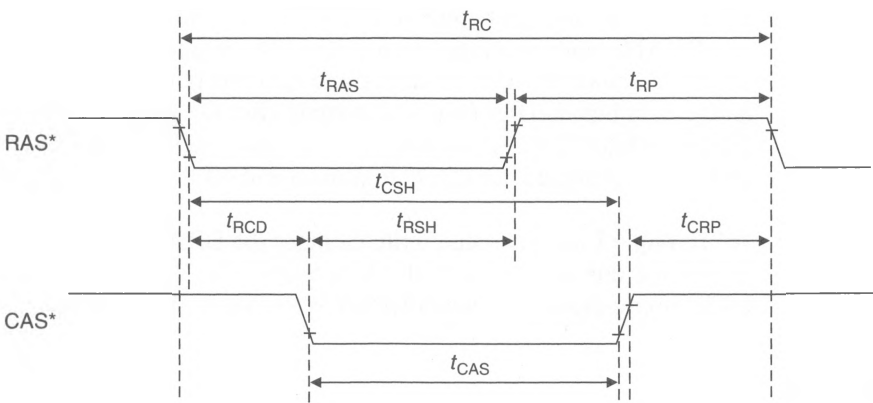 tRC
tRAS tRP
RAS*
tCSH
tRCD tRSH tCRP
CAS*
tCAS